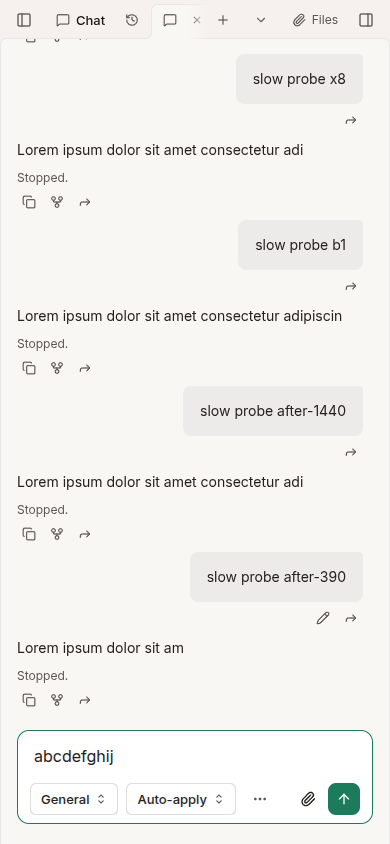 Chat
Files
slow probe x8
Lorem ipsum dolor sit amet consectetur adi
Stopped.
slow probe b1
Lorem ipsum dolor sit amet consectetur adipiscin
Stopped.
slow probe after-1440
Lorem ipsum dolor sit amet consectetur adi
Stopped.
slow probe after-390
Lorem ipsum dolor sit am
Stopped.
abcdefghij
General
Auto-apply